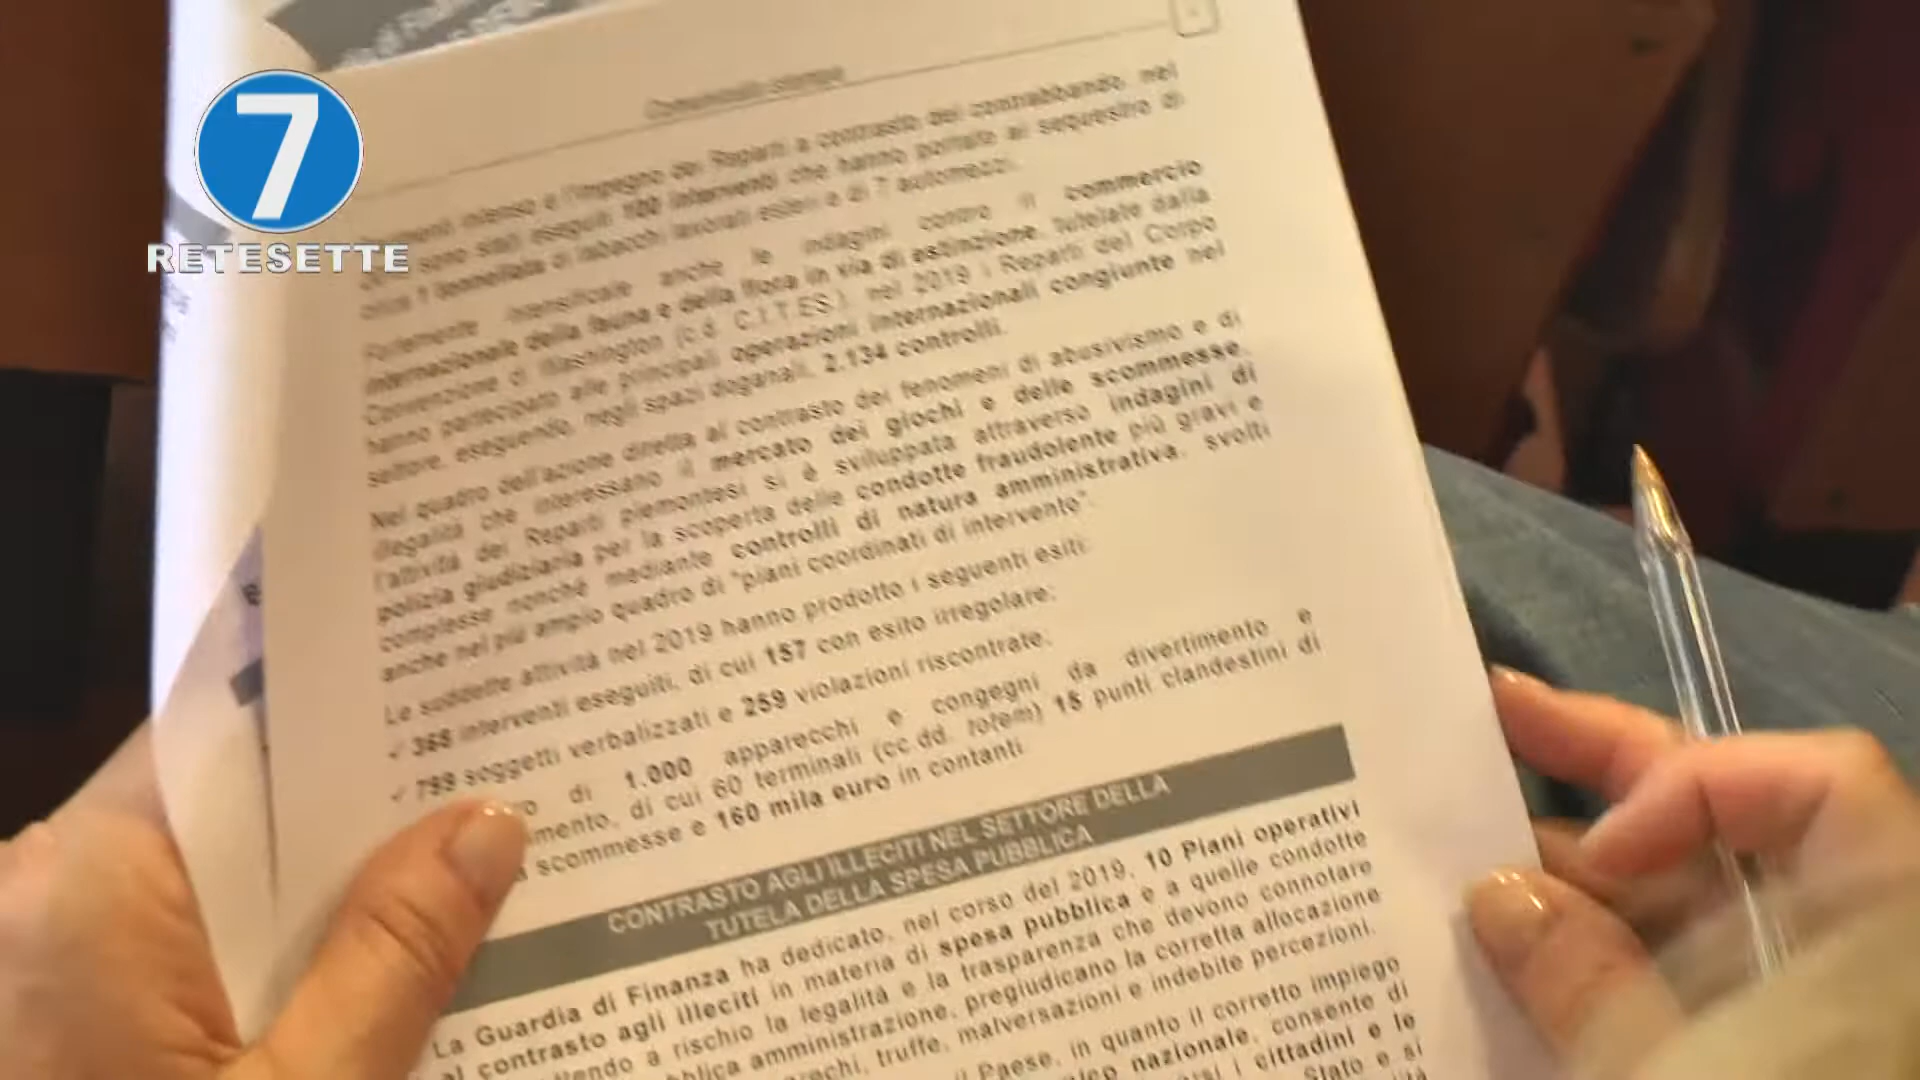 7
RETESETTE
Comunicato stampa
intenso è l'impegno dei Reparti a contrasto del contrabbando, nel
sono stati eseguiti 100 interventi che hanno portato al sequestro di
circa 1 tonnellata di tabacchi lavorati esteri e di 7 automezzi.
Fortemente intensificate anche le indagini contro il commercio
internazionale della fauna e della flora in via di estinzione, tutelate dalla
Convenzione di Washington (c.d. C.I.T.ES.): nel 2019 i Reparti del Corpo
hanno partecipato alle principali operazioni internazionali congiunte nel
settore, eseguendo, negli spazi doganali, 2.134 controlli.
Nel quadro dell'azione diretta al contrasto dei fenomeni di abusivismo e di
illegalità che interessano il mercato dei giochi e delle scommesse,
l'attività dei Reparti piemontesi si è sviluppata attraverso indagini di
polizia giudiziaria per la scoperta delle condotte fraudolente più gravi e
complesse nonché mediante controlli di natura amministrativa, svolti
anche nel più ampio quadro di "piani coordinati di intervento".
Le suddette attività nel 2019 hanno prodotto i seguenti esiti:
✓ 368 interventi eseguiti, di cui 157 con esito irregolare;
✓ 799 soggetti verbalizzati e 259 violazioni riscontrate;
di 1.000 apparecchi e congegni da divertimento e
di cui 60 terminali (cc.dd. totem) 15 punti clandestini di
scommesse e 160 mila euro in contanti
CONTRASTO AGLI ILLECITI NEL SETTORE DELLA
TUTELA DELLA SPESA PUBBLICA
La Guardia di Finanza ha dedicato, nel corso del 2019, 10 Piani operativi
al contrasto agli illeciti in materia di spesa pubblica e a quelle condotte
a rischio la legalità e la trasparenza che devono connotare
amministrazione, pregiudicano la corretta allocazione
truffe, malversazioni e indebite percezioni.
Paese, in quanto il corretto impiego
nazionale, consente di
i cittadini e le
Stato e si